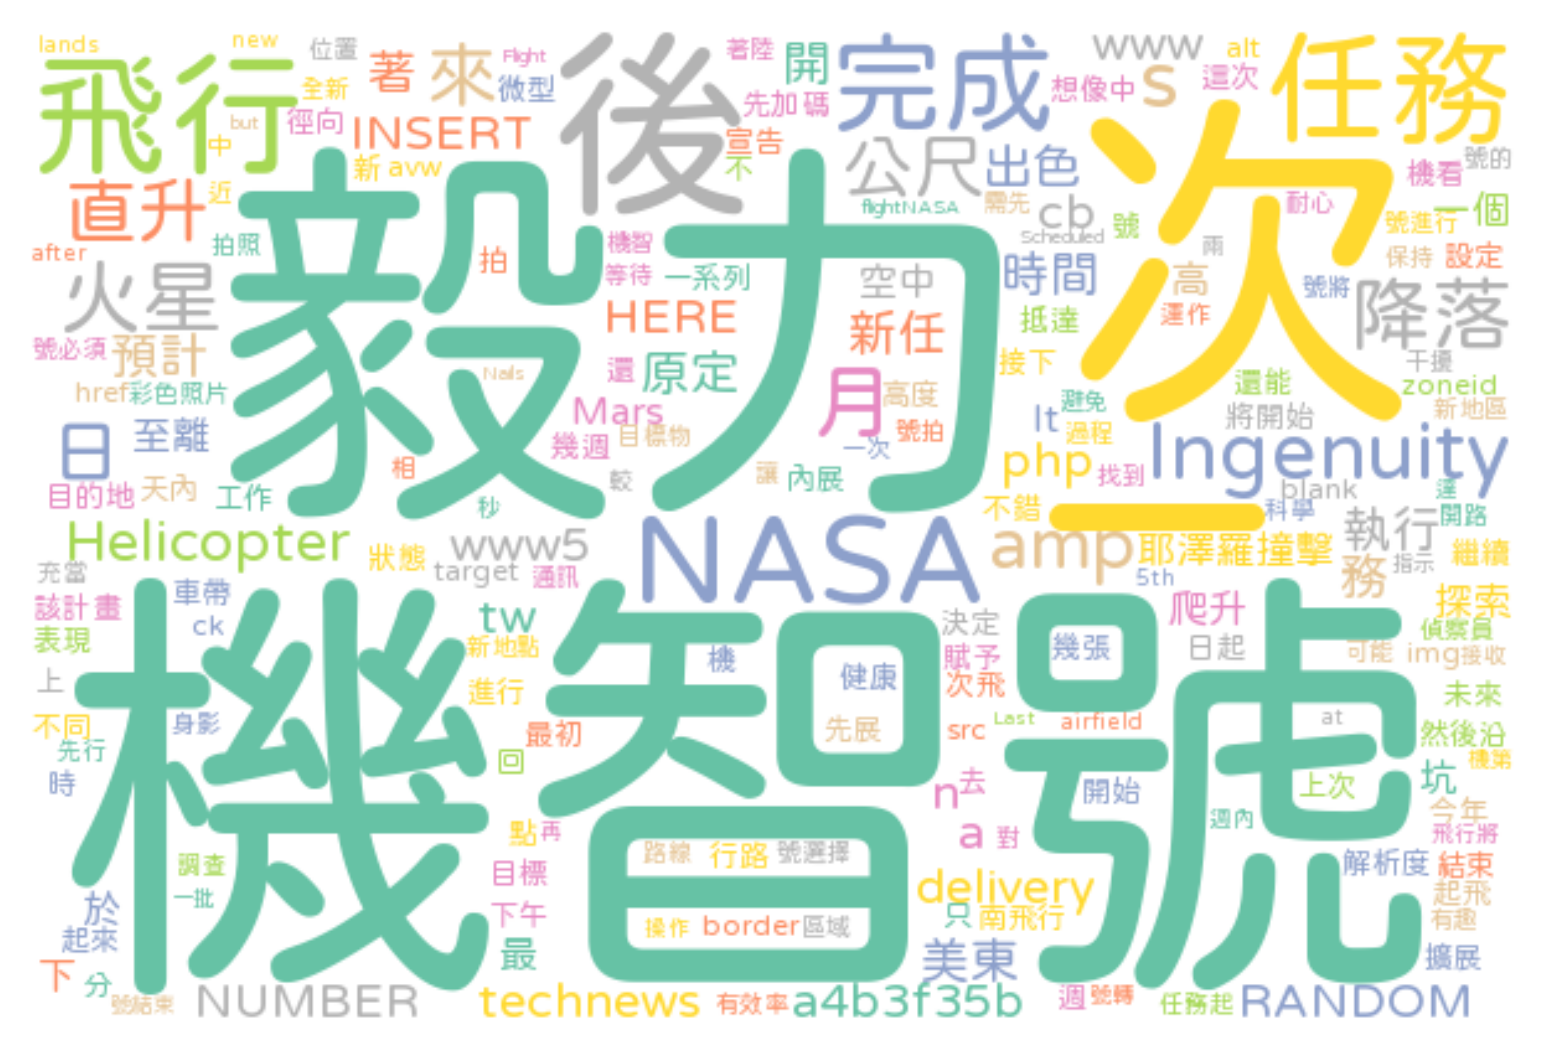 lands
new
位置
Flight
著陸
www
alt
飛行
全新
著
來
微型
後
開
完成
想像中
s
這次
任務
but
中
徑向
INSERT
先加碼
宣告
公尺
出色
次
機看
號的
直升
近
新
avw
不
毅力
flightNASA
需先
cb
Scheduled
號
耐心
號進行
一個
after
拍照
拍
機智
等待
一系列
空中
時間
雨
高
號將
保持
設定
火星
HERE
新任
抵達
運作
降落
號必須
預計
還
原定
接下
干擾
href
彩色照片
Nails
月
高度
還能
zoneid
日
至離
Mars
幾週
目標物
號拍
一次
lt
避免
過程
將開始
新地區
目的地
天內
工作
相
秒
較
讓
內展
php
找到
Ingenuity
blank
達
不錯
一
科學
開路
Helicopter
狀態
www5
NASA
amp
耶澤羅撞擊
執行
繼續
充當
target
通訊
5th
務
指示
該計畫
車帶
tw
決定
爬升
探索
表現
ck
新地點
機
賦予
幾張
日起
可能
偵察員
img
接收
上
進行
健康
次飛
未來
機智號
不同
身影
最初
先展
src
Last
airfield
at
然後沿
先行
回
機第
時
n
去
開始
上次
坑
點
再
a
對
週內
今年
飛行將
調查
目標
路線
行路
號選擇
解析度
結束
一批
delivery
起飛
於
下午
操作
border
區域
只
南飛行
有趣
起來
最
美東
擴展
下
分
號結束
NUMBER
technews
有效率
a4b3f35b
週
號轉
任務起
RANDOM